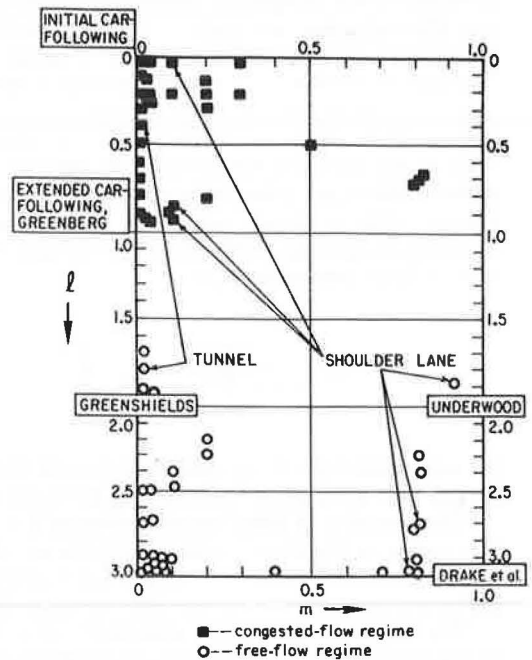 INITIAL CAR-
FOLLOWING
0 0.5 1.0
0 0
0.5 0.5
EXTENDED CAR-
FOLLOWING,
GREENBERG
1.0 1.0
ℓ
1.5 1.5
TUNNEL SHOULDER LANE
GREENSHIELDS UNDERWOOD
2.0 2.0
2.5 2.5
3.0 3.0
DRAKE et al.
0 0.5 1.0
m
congested-flow regime
free-flow regime